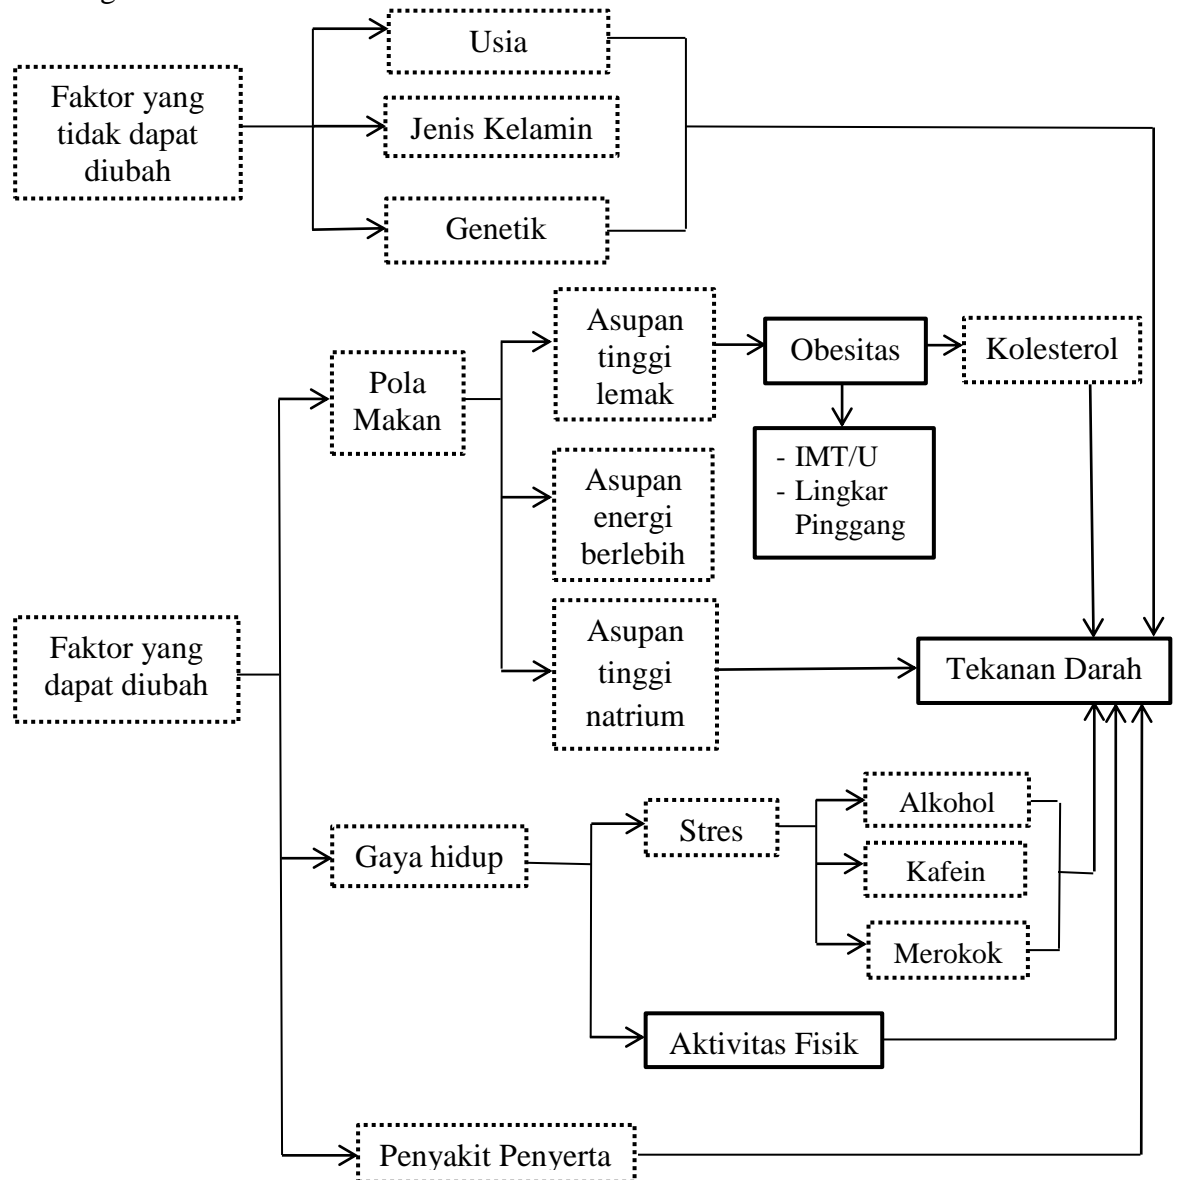 Usia
Faktor yang
tidak dapat
diubah
Jenis Kelamin
Genetik
Asupan
tinggi
lemak
Obesitas
Kolesterol
Pola
Makan
- IMT/U
- Lingkar
Pinggang
Asupan
energi
berlebih
Faktor yang
dapat diubah
Asupan
tinggi
natrium
Tekanan Darah
Gaya hidup
Stres
Alkohol
Kafein
Merokok
Aktivitas Fisik
Penyakit Penyerta